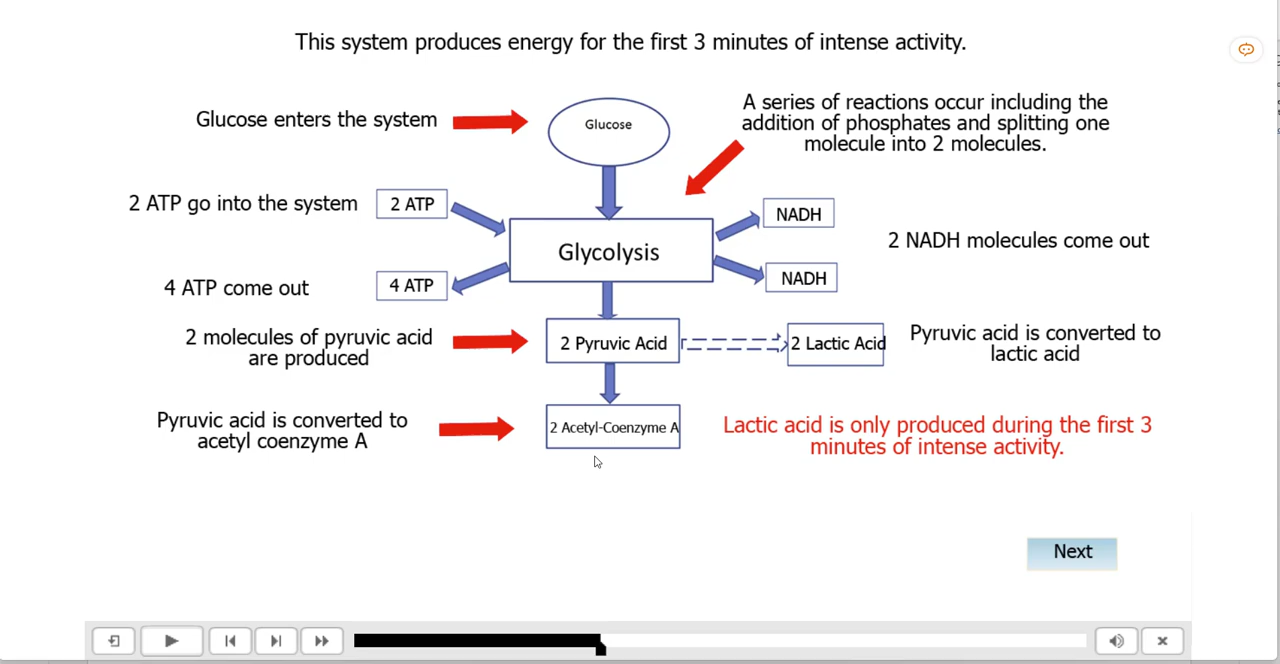 This system produces energy for the first 3 minutes of intense activity.
Glucose enters the system
Glucose
A series of reactions occur including the
addition of phosphates and splitting one
molecule into 2 molecules.
2 ATP go into the system
2 ATP
NADH
Glycolysis
2 NADH molecules come out
4 ATP come out
4 ATP
NADH
2 molecules of pyruvic acid
are produced
2 Pyruvic Acid
2 Lactic Acid
Pyruvic acid is converted to
lactic acid
Pyruvic acid is converted to
acetyl coenzyme A
2 Acetyl-Coenzyme A
Lactic acid is only produced during the first 3
minutes of intense activity.
Next